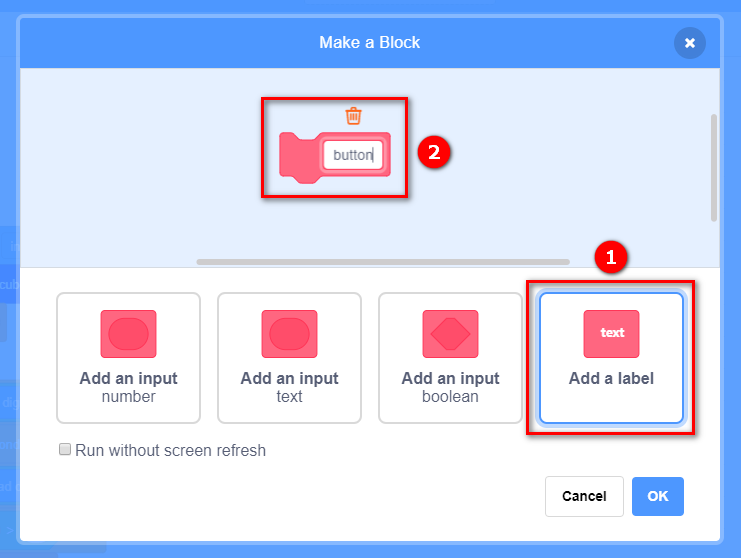 Make a Block
button
2
1
text
Add an input
number
Add an input
text
Add an input
boolean
Add a label
Run without screen refresh
Cancel
OK